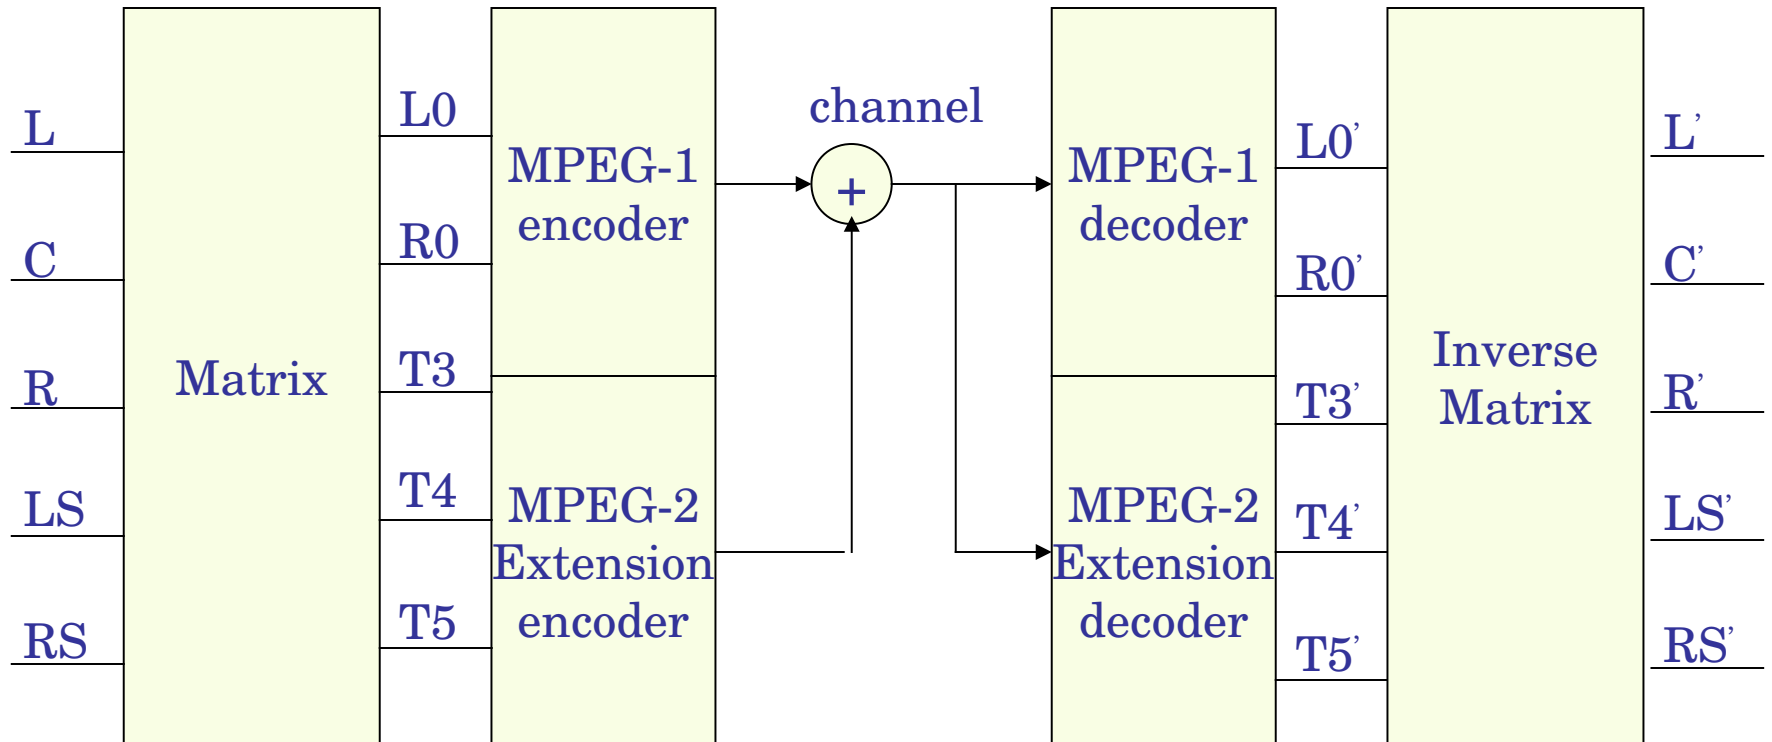 L
C
R
LS
RS
Matrix
L0
R0
T3
T4
T5
MPEG-1
encoder
MPEG-2
Extension
encoder
channel
+
MPEG-1
decoder
MPEG-2
Extension
decoder
L0’
R0’
T3’
T4’
T5’
Inverse
Matrix
L’
C’
R’
LS’
RS’